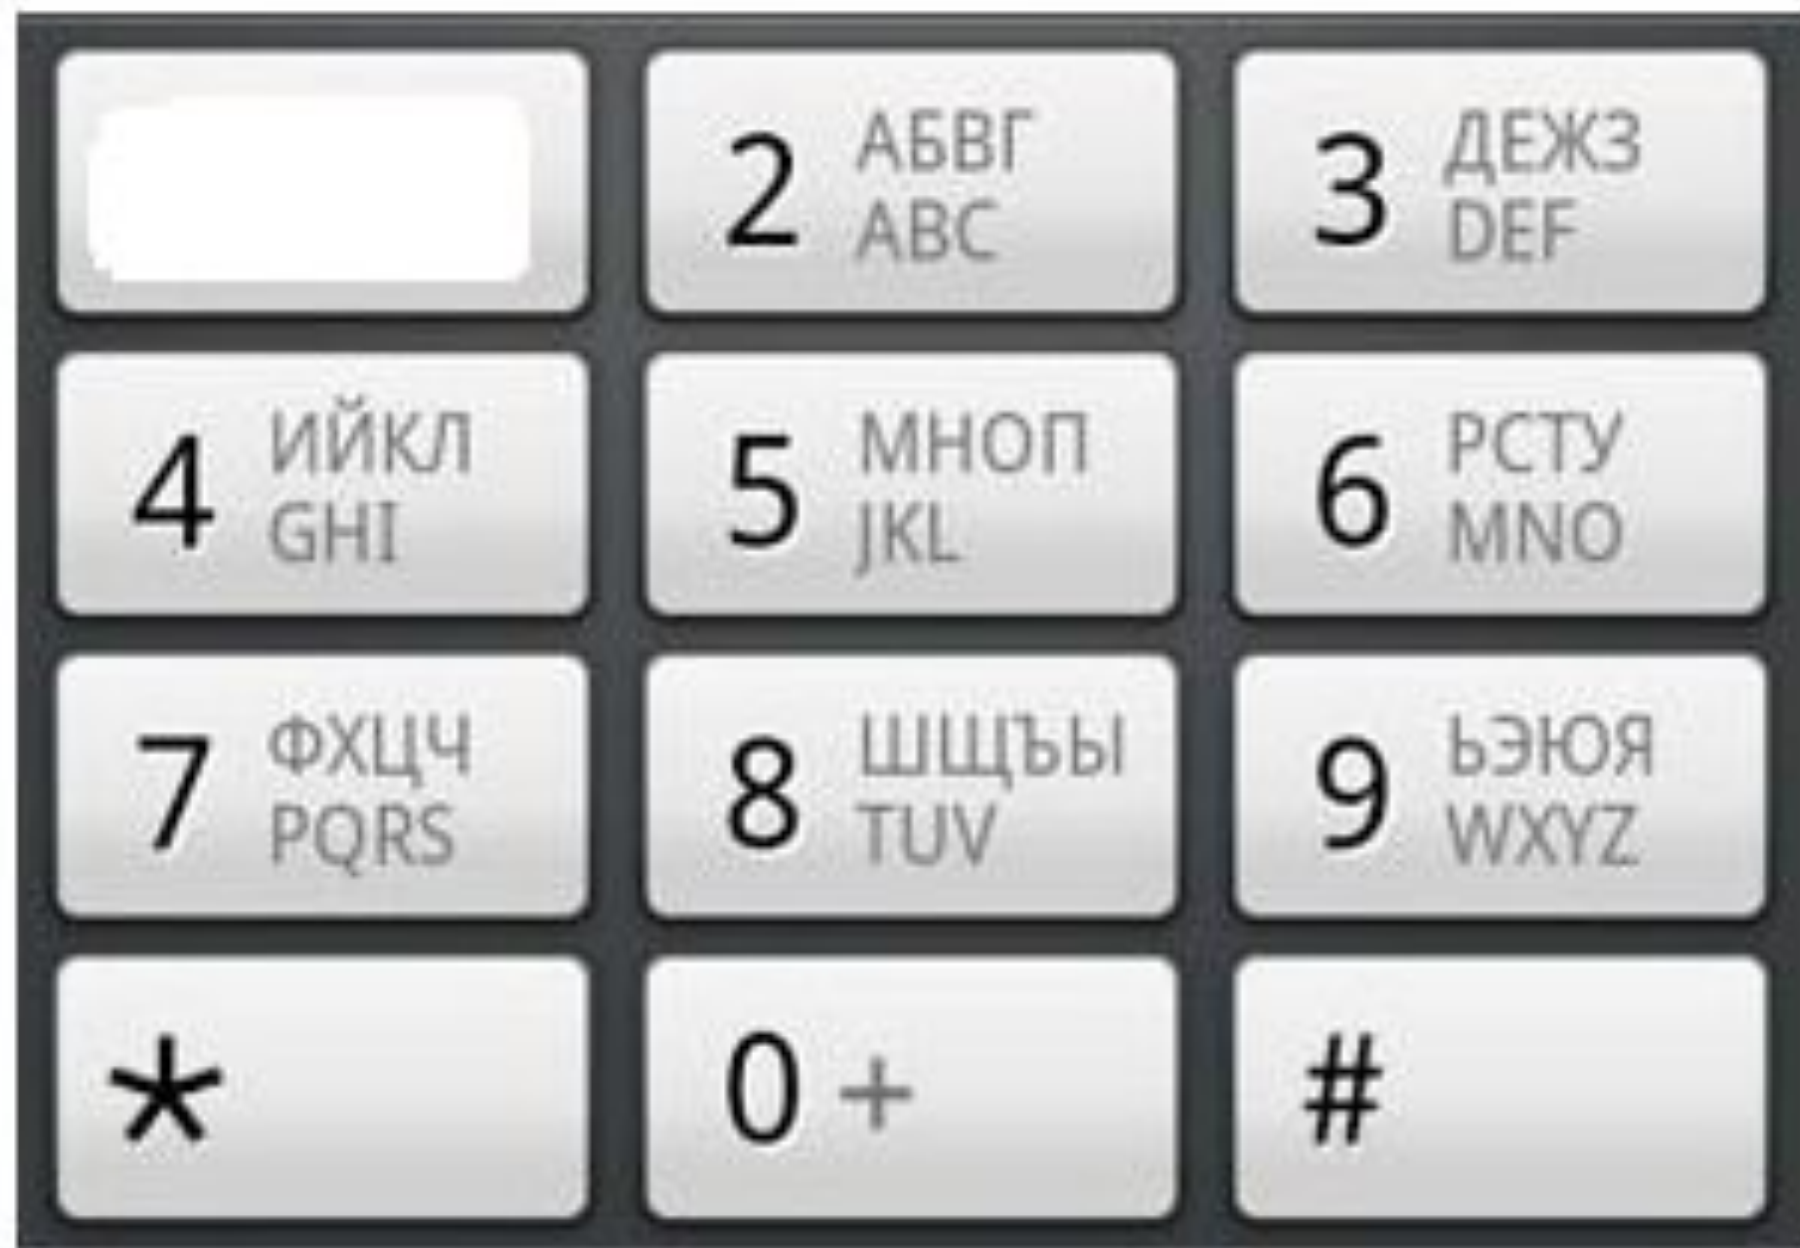 2 АБВГ
ABC
3 ДЕЖЗ
DEF
4 ИЙКЛ
GHI
5 МНОП
JKL
6 РСТУ
MNO
7 ФХЦЧ
PQRS
8 ШЩЪЫ
TUV
9 ЬЭЮЯ
WXYZ
*
0 +
#